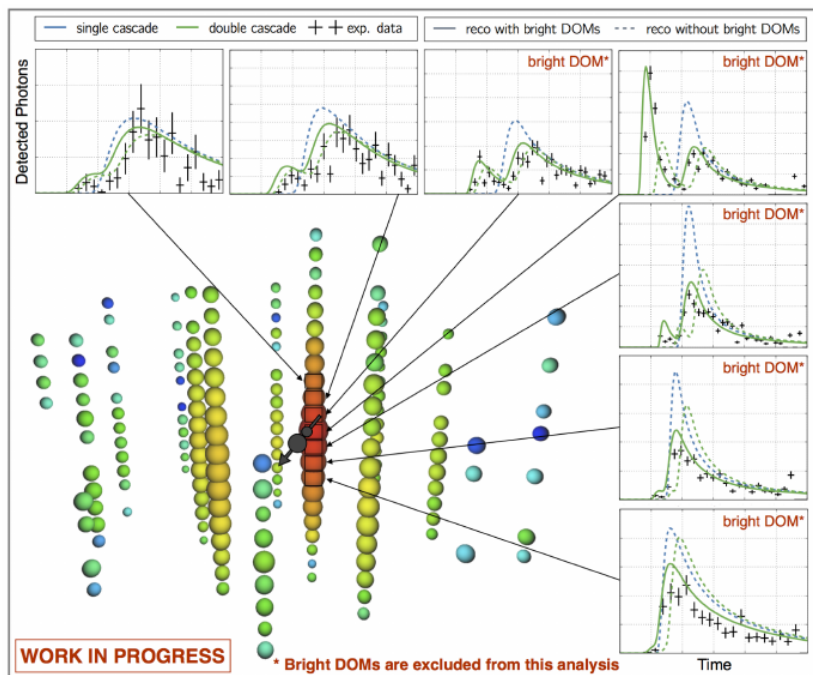 single cascade double cascade exp. data reco with bright DOMs reco without bright DOMs
Detected Photons
bright DOM* bright DOM*
bright DOM*
bright DOM*
bright DOM*
WORK IN PROGRESS
* Bright DOMs are excluded from this analysis
Time